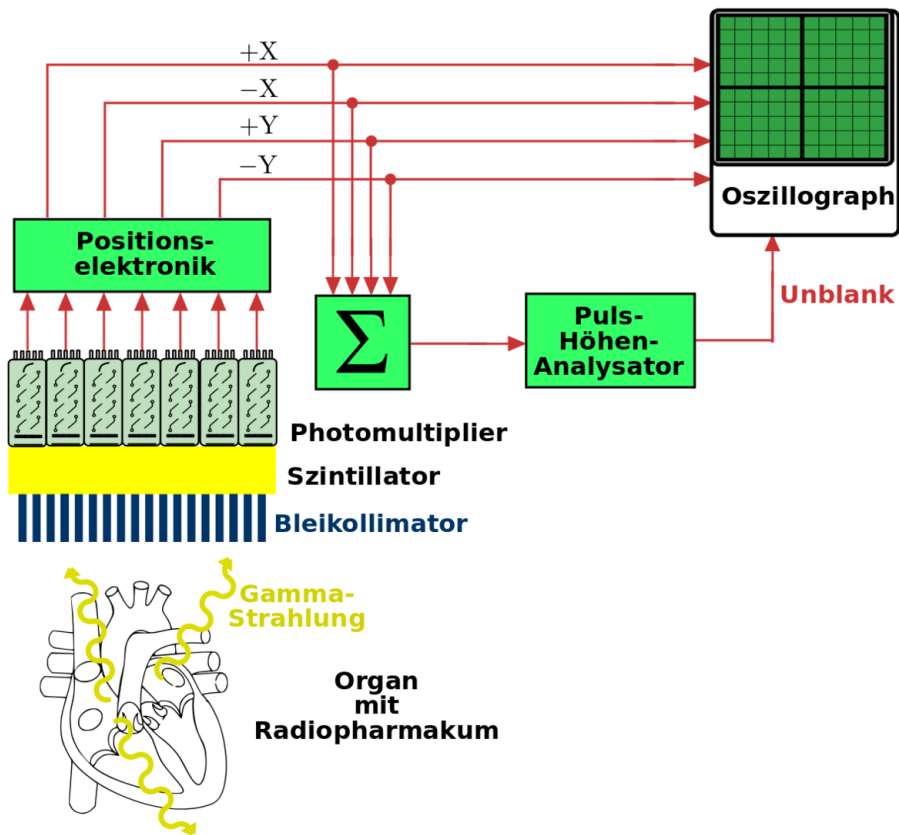 +X
−X
+Y
−Y
Oszillograph
Positions-
elektronik
Unblank
Σ
Puls-
Höhen-
Analysator
Photomultiplier
Szintillator
Bleikollimator
Gamma-
Strahlung
Organ
mit
Radiopharmakum